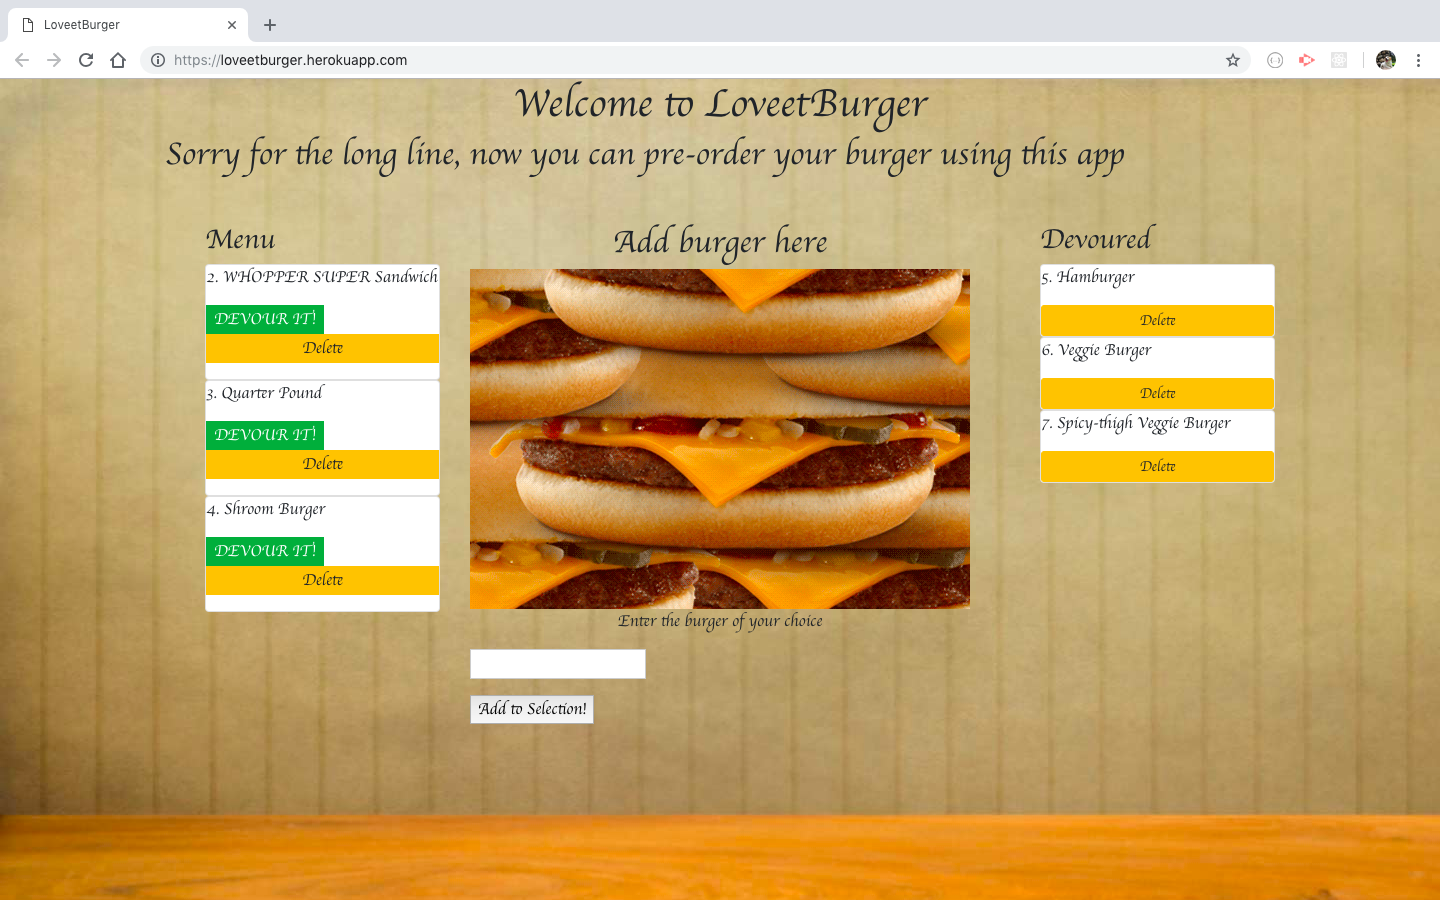 LoveetBurger
https://loveetburger.herokuapp.com
Welcome to LoveetBurger
Sorry for the long line, now you can pre-order your burger using this app
Menu
2. WHOPPER SUPER Sandwich
DEVOUR IT!
Delete
3. Quarter Pound
DEVOUR IT!
Delete
4. Shroom Burger
DEVOUR IT!
Delete
Add burger here
Enter the burger of your choice
Add to Selection!
Devoured
5. Hamburger
Delete
6. Veggie Burger
Delete
7. Spicy-thigh Veggie Burger
Delete